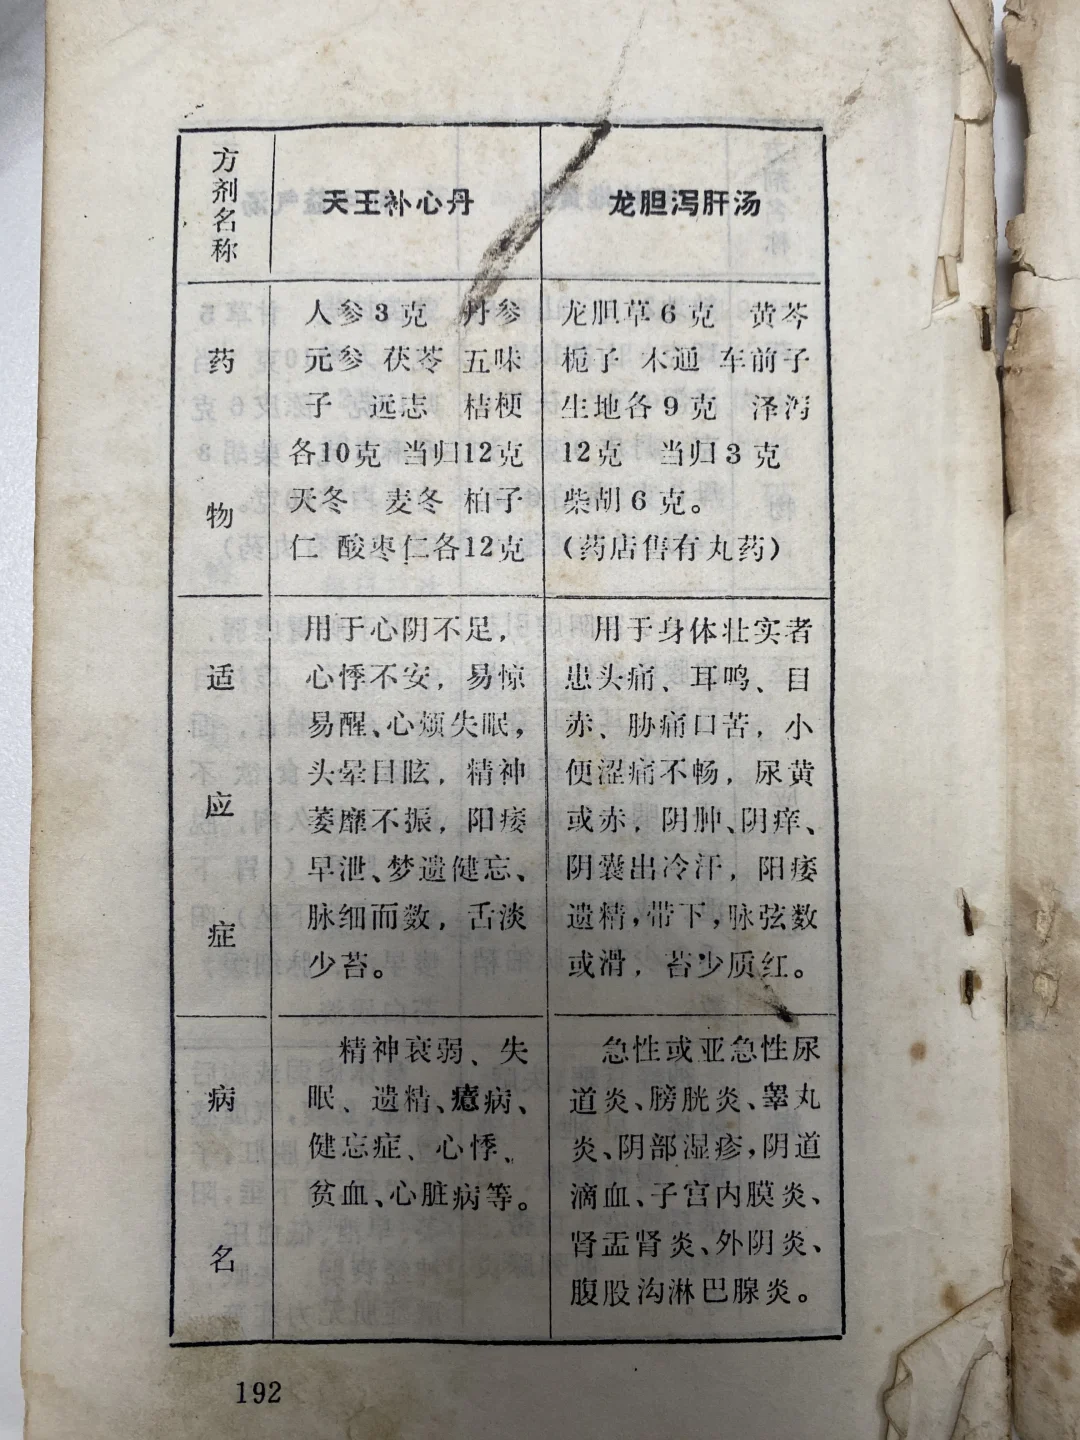 方剂名称
天王补心丹
龙胆泻肝汤
药物
人参3克 丹参
元参 茯苓 五味
子 远志 桔梗
各10克 当归12克
天冬 麦冬 柏子
仁 酸枣仁各12克
龙胆草6克 黄芩
栀子 木通 车前子
生地各9克 泽泻
12克 当归3克
柴胡6克。
(药店售有丸药)
适应症
用于心阴不足，
心悸不安，易惊
易醒、心烦失眠，
头晕目眩，精神
萎靡不振，阳痿
早泄、梦遗健忘、
脉细而数，舌淡
少苔。
用于身体壮实者
患头痛、耳鸣、目
赤、胁痛口苦，小
便涩痛不畅，尿黄
或赤，阴肿、阴痒、
阴囊出冷汗，阳痿
遗精，带下，脉弦数
或滑，苔少质红。
病名
精神衰弱、失
眠、遗精、癔病、
健忘症、心悸、
贫血、心脏病等。
急性或亚急性尿
道炎、膀胱炎、睾丸
炎、阴部湿疹，阴道
滴血、子宫内膜炎、
肾盂肾炎、外阴炎、
腹股沟淋巴腺炎。
192